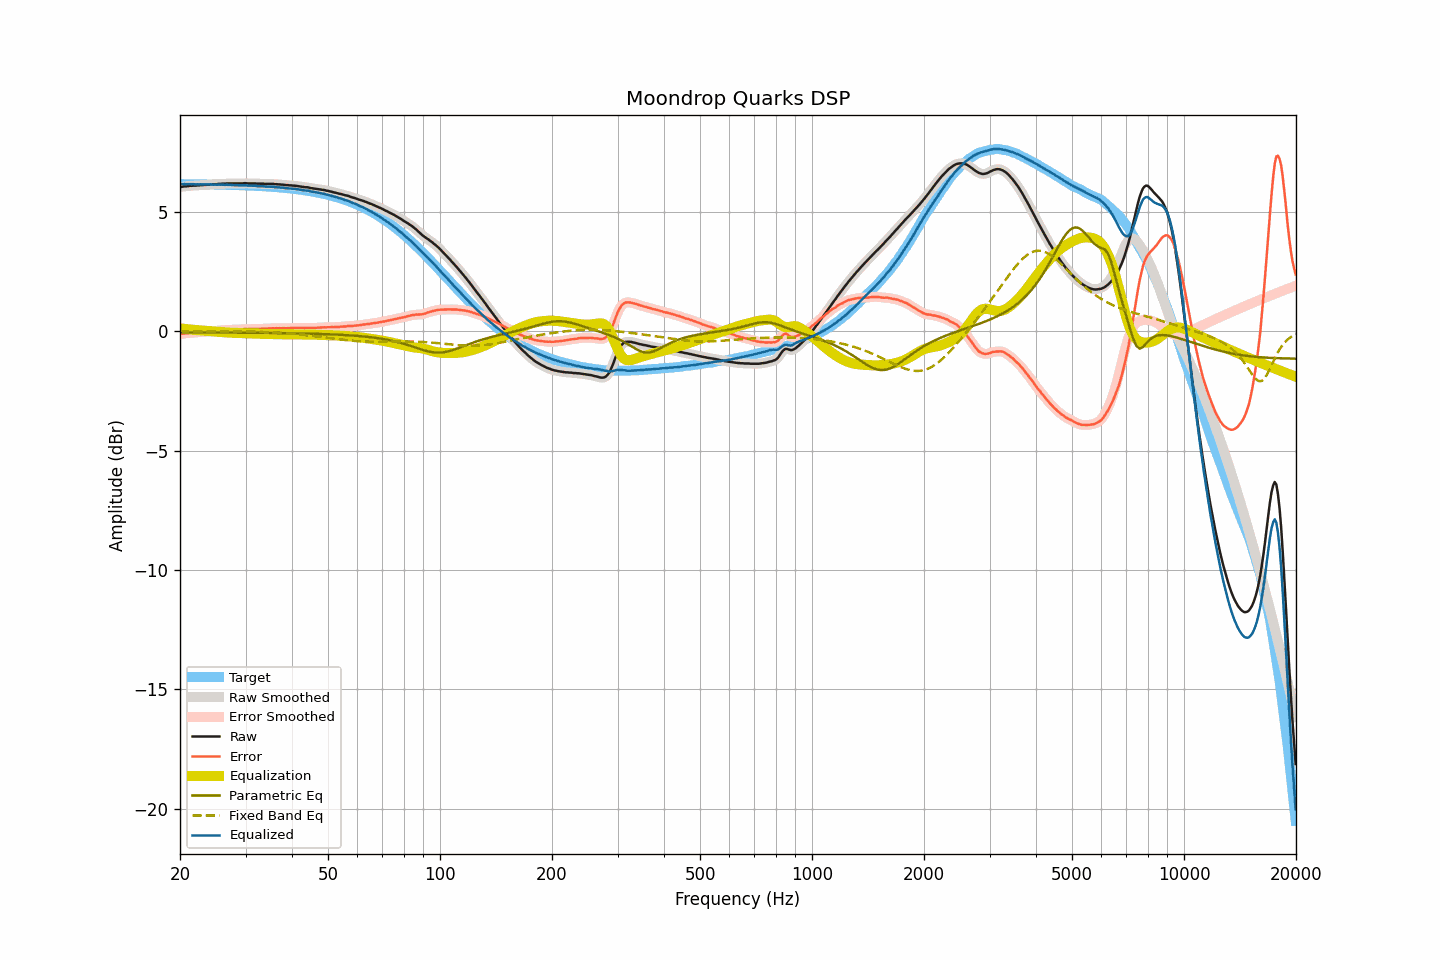 Moondrop Quarks DSP
Amplitude (dBr)
5
0
−5
−10
−15
−20
Target
Raw Smoothed
Error Smoothed
Raw
Error
Equalization
Parametric Eq
Fixed Band Eq
Equalized
20 50 100 200 500 1000 2000 5000 10000 20000
Frequency (Hz)